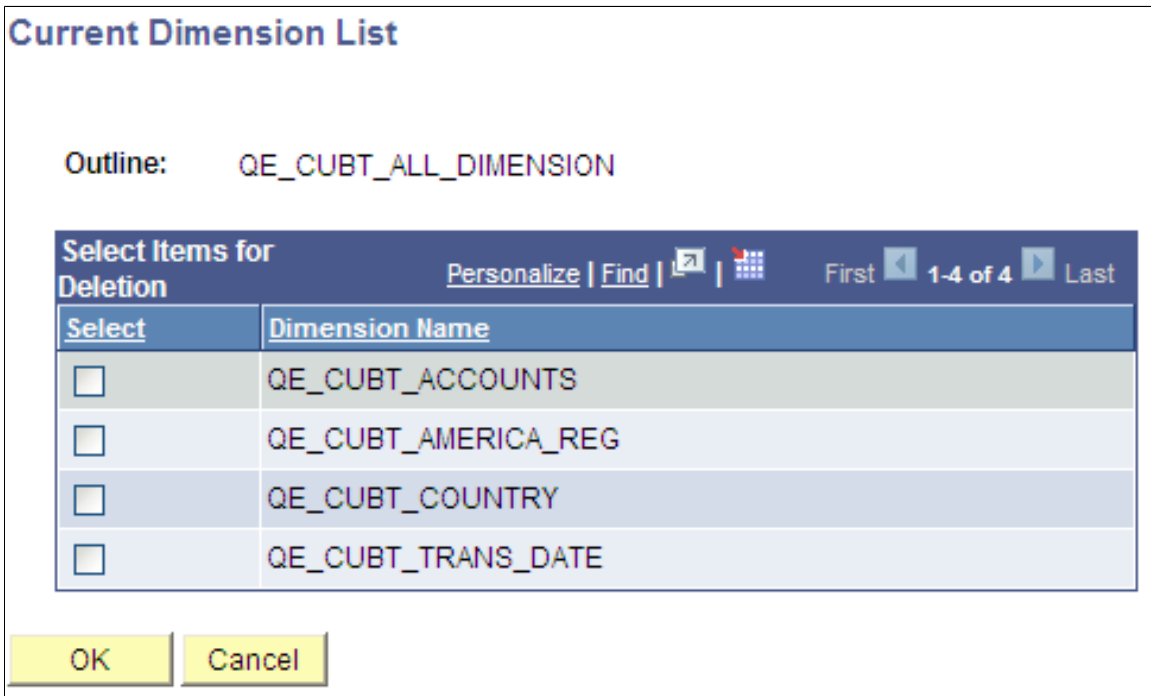 Current Dimension List
Outline: QE_CUBT_ALL_DIMENSION
Select Items for
Deletion
Personalize | Find | | First 1-4 of 4 Last
Select Dimension Name
QE_CUBT_ACCOUNTS
QE_CUBT_AMERICA_REG
QE_CUBT_COUNTRY
QE_CUBT_TRANS_DATE
OK Cancel